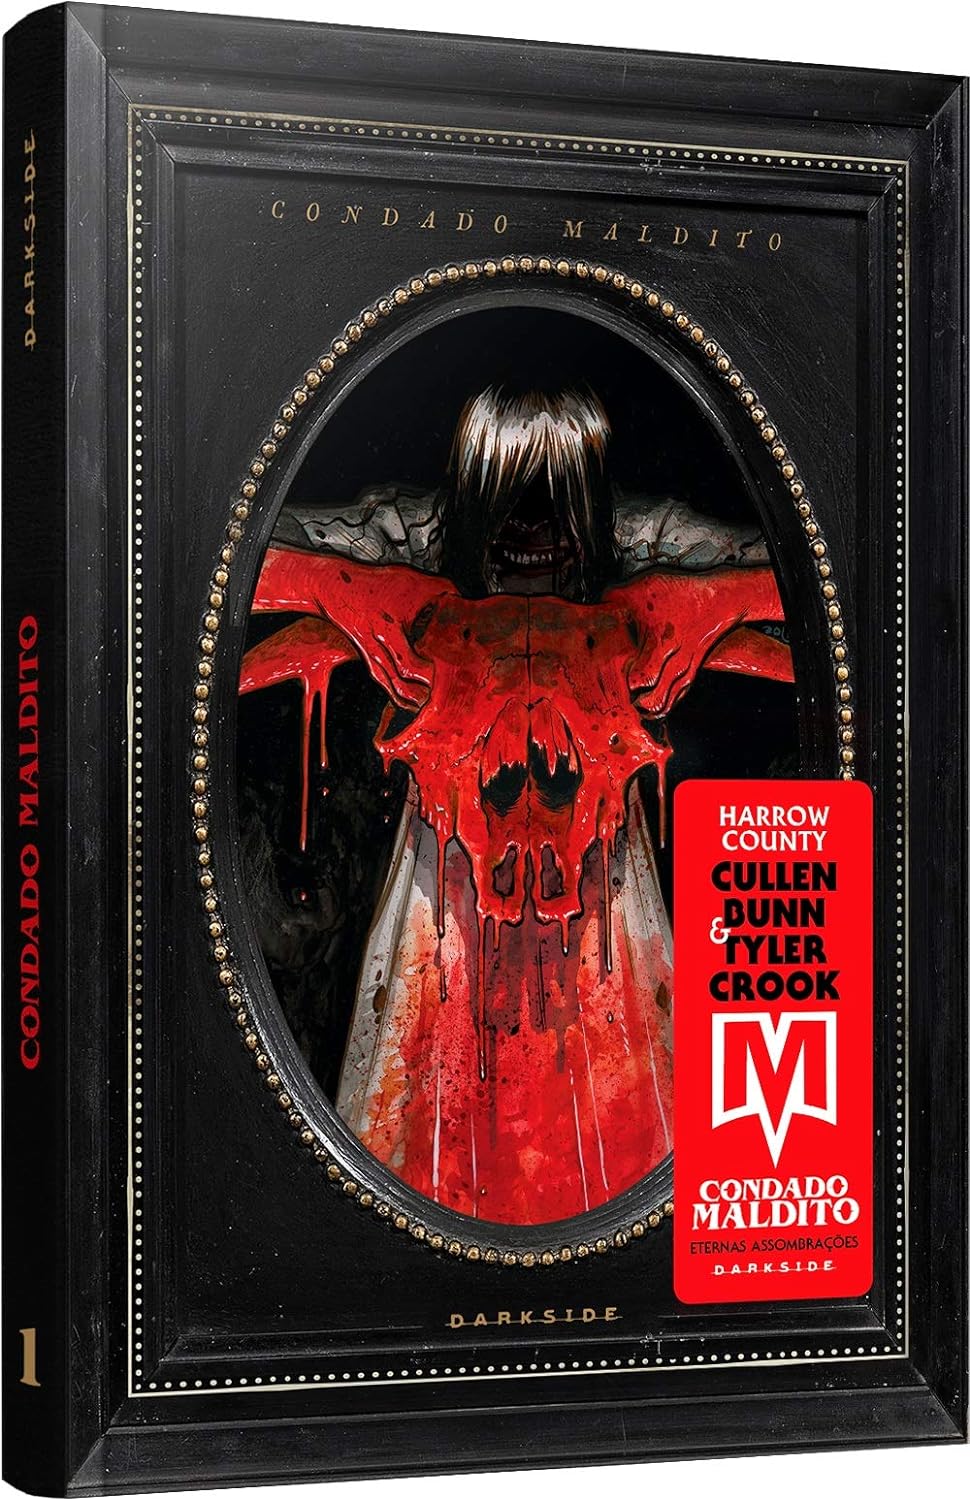 DARKSIDE
CONDADO MALDITO
1
CONDADO MALDITO
HARROW
COUNTY
CULLEN
BUNN
& TYLER
CROOK
M
CONDADO
MALDITO
ETERNAS ASSOMBRAÇÕES
DARKSIDE
DARKSIDE